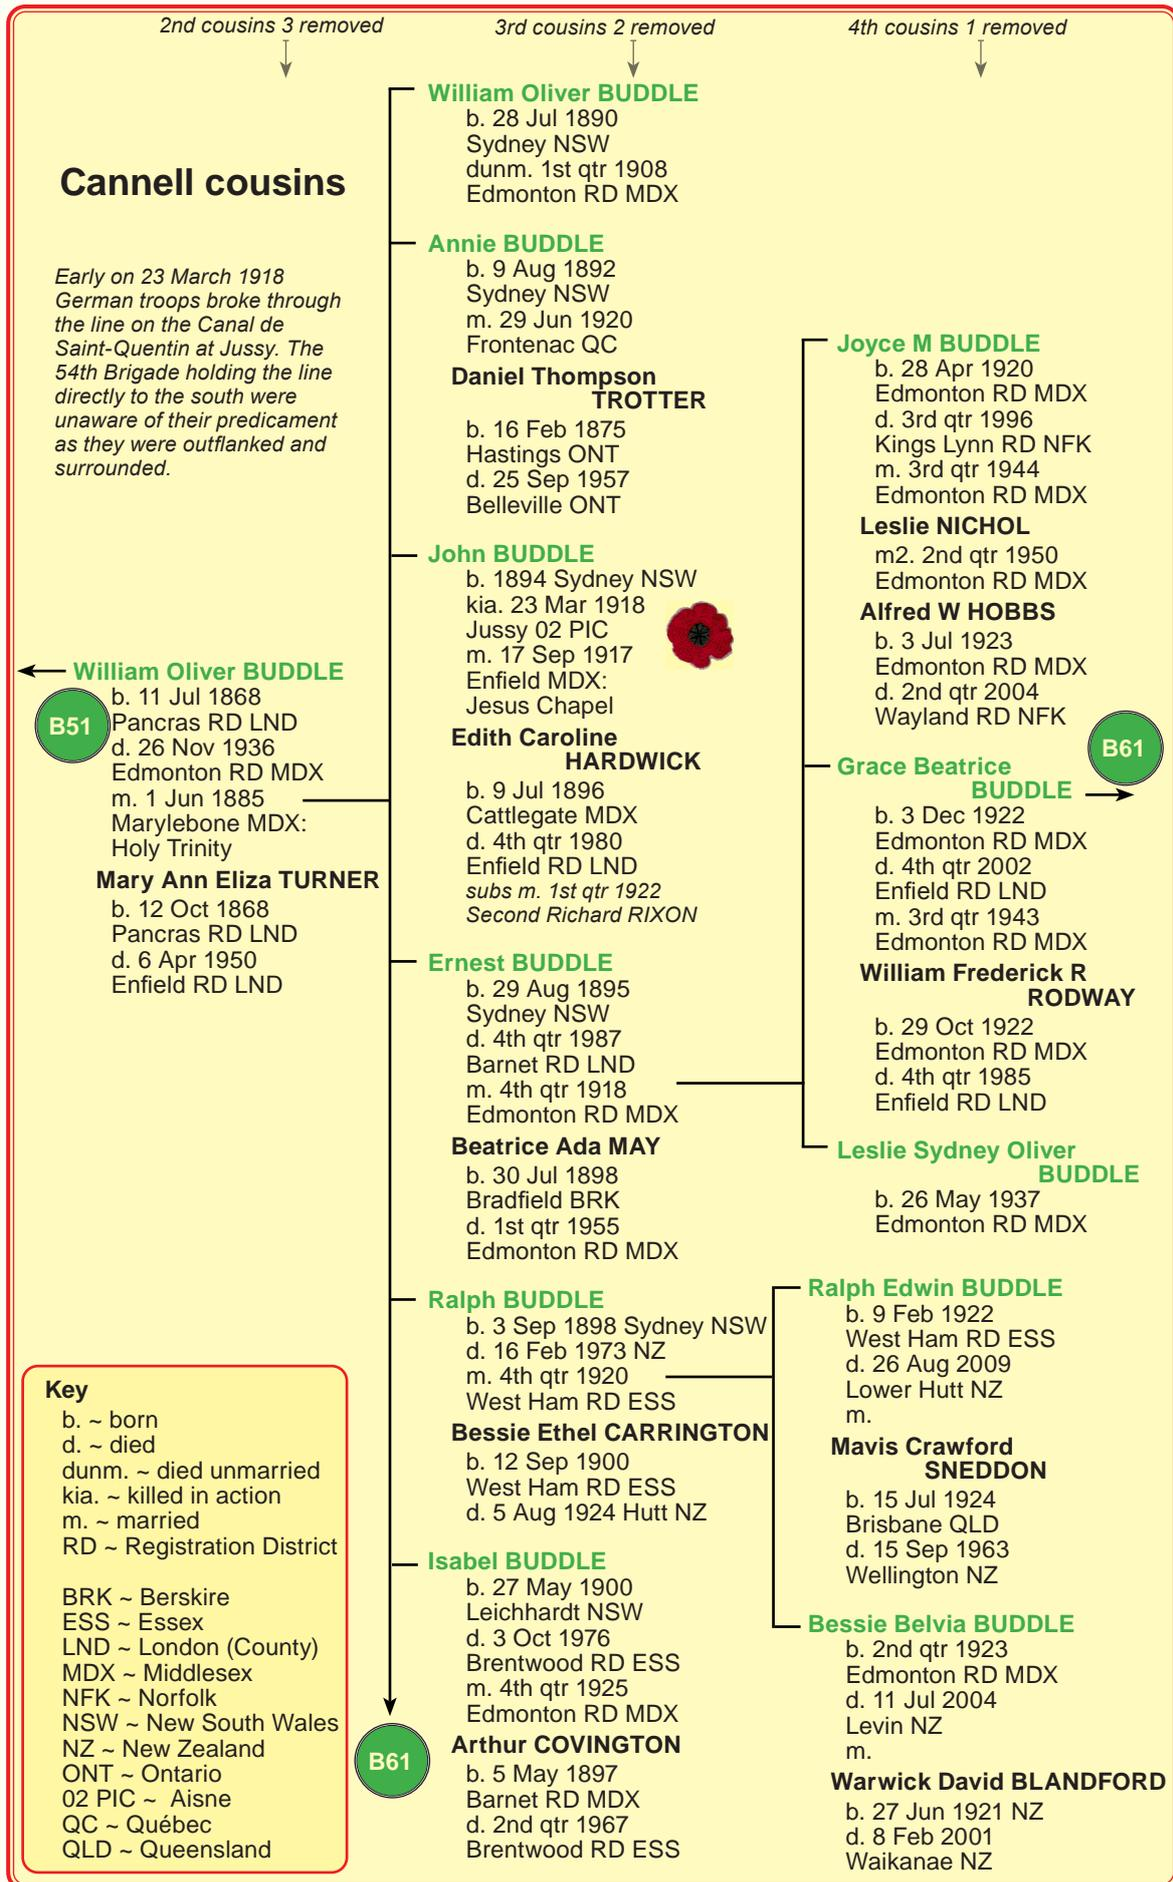 2nd cousins 3 removed
3rd cousins 2 removed
4th cousins 1 removed
Cannell cousins
Early on 23 March 1918
German troops broke through
the line on the Canal de
Saint-Quentin at Jussy. The
54th Brigade holding the line
directly to the south were
unaware of their predicament
as they were outflanked and
surrounded.
William Oliver BUDDLE
b. 11 Jul 1868
B51
Pancras RD LND
d. 26 Nov 1936
Edmonton RD MDX
m. 1 Jun 1885
Marylebone MDX:
Holy Trinity
Mary Ann Eliza TURNER
b. 12 Oct 1868
Pancras RD LND
d. 6 Apr 1950
Enfield RD LND
Key
b. ~ born
d. ~ died
dunm. ~ died unmarried
kia. ~ killed in action
m. ~ married
RD ~ Registration District
BRK ~ Berskire
ESS ~ Essex
LND ~ London (County)
MDX ~ Middlesex
NFK ~ Norfolk
NSW ~ New South Wales
NZ ~ New Zealand
ONT ~ Ontario
02 PIC ~ Aisne
QC ~ Québec
QLD ~ Queensland
William Oliver BUDDLE
b. 28 Jul 1890
Sydney NSW
dunm. 1st qtr 1908
Edmonton RD MDX
Annie BUDDLE
b. 9 Aug 1892
Sydney NSW
m. 29 Jun 1920
Frontenac QC
Daniel Thompson
TROTTER
b. 16 Feb 1875
Hastings ONT
d. 25 Sep 1957
Belleville ONT
John BUDDLE
b. 1894 Sydney NSW
kia. 23 Mar 1918
Jussy 02 PIC
m. 17 Sep 1917
Enfield MDX:
Jesus Chapel
Edith Caroline
HARDWICK
b. 9 Jul 1896
Cattlegate MDX
d. 4th qtr 1980
Enfield RD LND
subs m. 1st qtr 1922
Second Richard RIXON
Ernest BUDDLE
b. 29 Aug 1895
Sydney NSW
d. 4th qtr 1987
Barnet RD LND
m. 4th qtr 1918
Edmonton RD MDX
Beatrice Ada MAY
b. 30 Jul 1898
Bradfield BRK
d. 1st qtr 1955
Edmonton RD MDX
Ralph BUDDLE
b. 3 Sep 1898 Sydney NSW
d. 16 Feb 1973 NZ
m. 4th qtr 1920
West Ham RD ESS
Bessie Ethel CARRINGTON
b. 12 Sep 1900
West Ham RD ESS
d. 5 Aug 1924 Hutt NZ
Isabel BUDDLE
b. 27 May 1900
Leichhardt NSW
d. 3 Oct 1976
Brentwood RD ESS
m. 4th qtr 1925
Edmonton RD MDX
Arthur COVINGTON
B61
b. 5 May 1897
Barnet RD MDX
d. 2nd qtr 1967
Brentwood RD ESS
Joyce M BUDDLE
b. 28 Apr 1920
Edmonton RD MDX
d. 3rd qtr 1996
Kings Lynn RD NFK
m. 3rd qtr 1944
Edmonton RD MDX
Leslie NICHOL
m2. 2nd qtr 1950
Edmonton RD MDX
Alfred W HOBBS
b. 3 Jul 1923
Edmonton RD MDX
d. 2nd qtr 2004
Wayland RD NFK
B61
Grace Beatrice
BUDDLE
b. 3 Dec 1922
Edmonton RD MDX
d. 4th qtr 2002
Enfield RD LND
m. 3rd qtr 1943
Edmonton RD MDX
William Frederick R
RODWAY
b. 29 Oct 1922
Edmonton RD MDX
d. 4th qtr 1985
Enfield RD LND
Leslie Sydney Oliver
BUDDLE
b. 26 May 1937
Edmonton RD MDX
Ralph Edwin BUDDLE
b. 9 Feb 1922
West Ham RD ESS
d. 26 Aug 2009
Lower Hutt NZ
m.
Mavis Crawford
SNEDDON
b. 15 Jul 1924
Brisbane QLD
d. 15 Sep 1963
Wellington NZ
Bessie Belvia BUDDLE
b. 2nd qtr 1923
Edmonton RD MDX
d. 11 Jul 2004
Levin NZ
m.
Warwick David BLANDFORD
b. 27 Jun 1921 NZ
d. 8 Feb 2001
Waikanae NZ